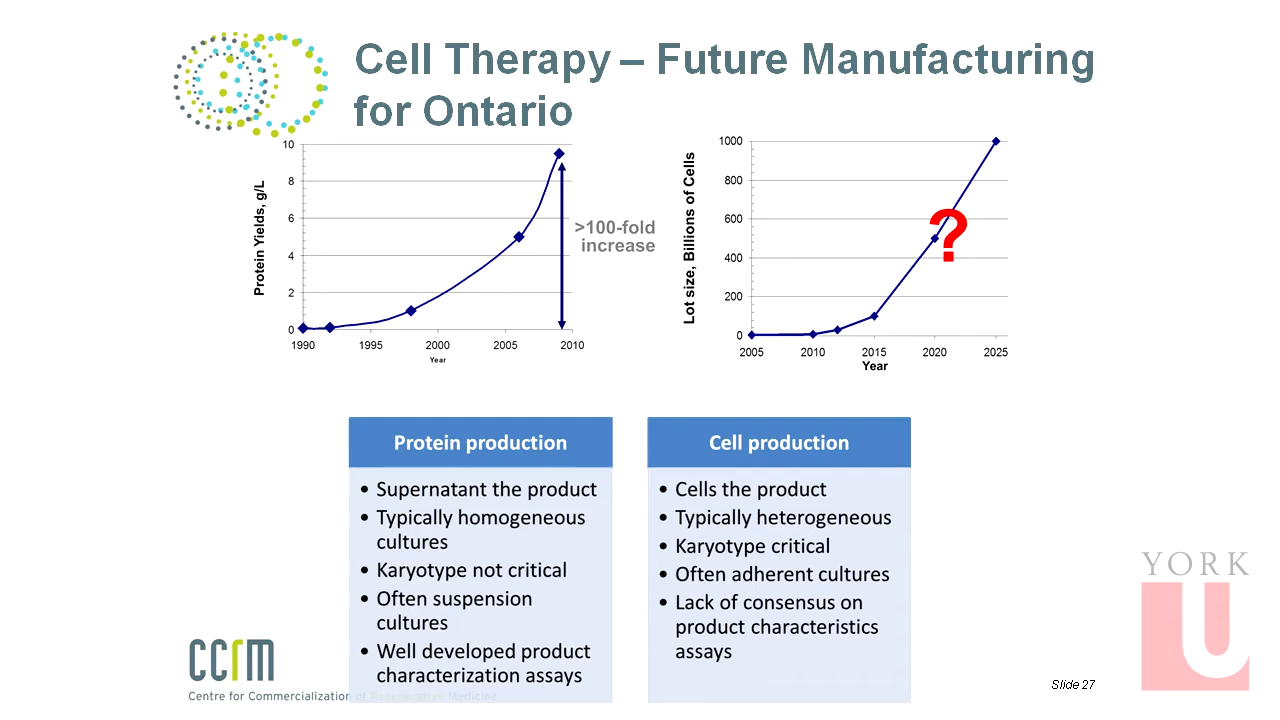 Cell Therapy – Future Manufacturing
for Ontario
10
8
6
4
2
0
Protein Yields, g/L
1990 1995 2000 2005 2010
Year
>100-fold
increase
1000
800
600
400
200
0
Lot size, Billions of Cells
?
2005 2010 2015 2020 2025
Year
Protein production
• Supernatant the product
• Typically homogeneous
cultures
• Karyotype not critical
• Often suspension
cultures
• Well developed product
characterization assays
Cell production
• Cells the product
• Typically heterogeneous
• Karyotype critical
• Often adherent cultures
• Lack of consensus on
product characteristics
assays
ccrm
Centre for Commercialization of Regenerative Medicine
Slide 27
YORK
U